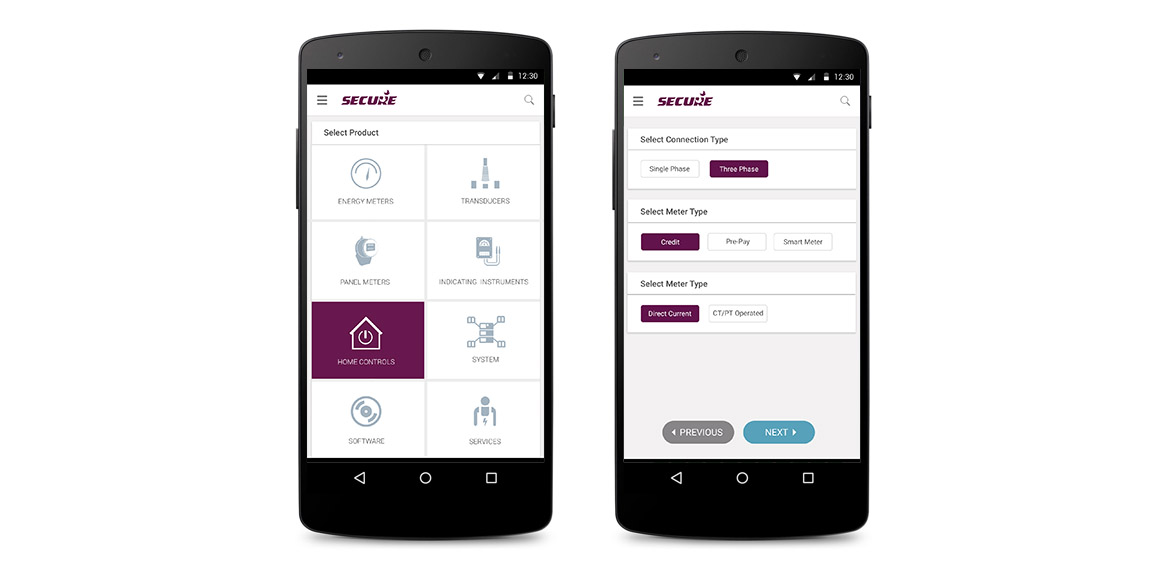 12:30
SECURE
Select Product
ENERGY METERS
TRANSDUCERS
PANEL METERS
INDICATING INSTRUMENTS
HOME CONTROLS
SYSTEM
SOFTWARE
SERVICES
12:30
SECURE
Select Connection Type
Single Phase
Three Phase
Select Meter Type
Credit
Pre-Pay
Smart Meter
Select Meter Type
Direct Current
CT/PT Operated
PREVIOUS
NEXT